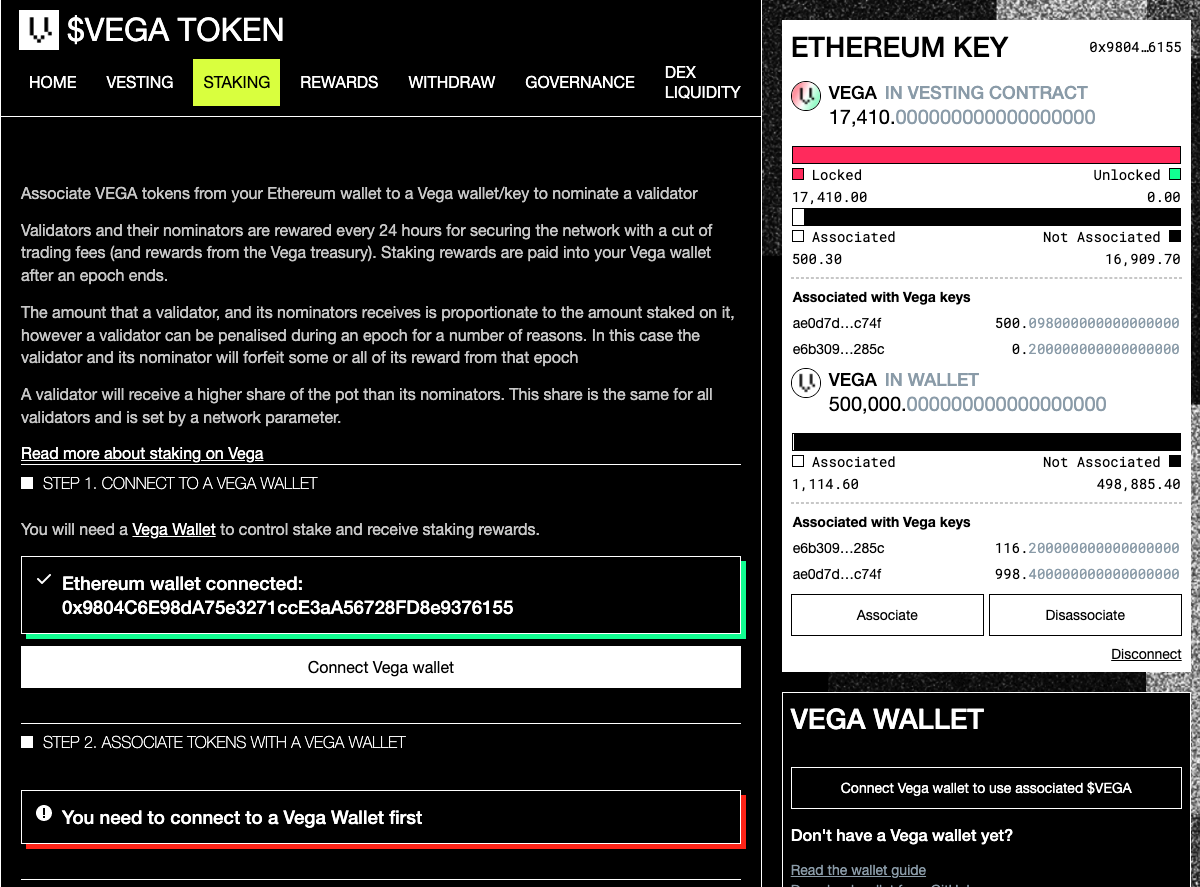 $VEGA TOKEN
HOME VESTING STAKING REWARDS WITHDRAW GOVERNANCE DEX LIQUIDITY
Associate VEGA tokens from your Ethereum wallet to a Vega wallet/key to nominate a validator
Validators and their nominators are rewared every 24 hours for securing the network with a cut of
trading fees (and rewards from the Vega treasury). Staking rewards are paid into your Vega wallet
after an epoch ends.
The amount that a validator, and its nominators receives is proportionate to the amount staked on it,
however a validator can be penalised during an epoch for a number of reasons. In this case the
validator and its nominator will forfeit some or all of its reward from that epoch
A validator will receive a higher share of the pot than its nominators. This share is the same for all
validators and is set by a network parameter.
Read more about staking on Vega
STEP 1. CONNECT TO A VEGA WALLET
You will need a Vega Wallet to control stake and receive staking rewards.
Ethereum wallet connected:
0x9804C6E98dA75e3271ccE3aA56728FD8e9376155
Connect Vega wallet
STEP 2. ASSOCIATE TOKENS WITH A VEGA WALLET
You need to connect to a Vega Wallet first
ETHEREUM KEY 0x9804…6155
VEGA IN VESTING CONTRACT
17,410.000000000000000000
Locked Unlocked
17,410.00 0.00
Associated Not Associated
500.30 16,909.70
Associated with Vega keys
ae0d7d…c74f 500.098000000000000000
e6b309…285c 0.200000000000000000
VEGA IN WALLET
500,000.000000000000000000
Associated Not Associated
1,114.60 498,885.40
Associated with Vega keys
e6b309…285c 116.200000000000000000
ae0d7d…c74f 998.400000000000000000
Associate Disassociate
Disconnect
VEGA WALLET
Connect Vega wallet to use associated $VEGA
Don't have a Vega wallet yet?
Read the wallet guide